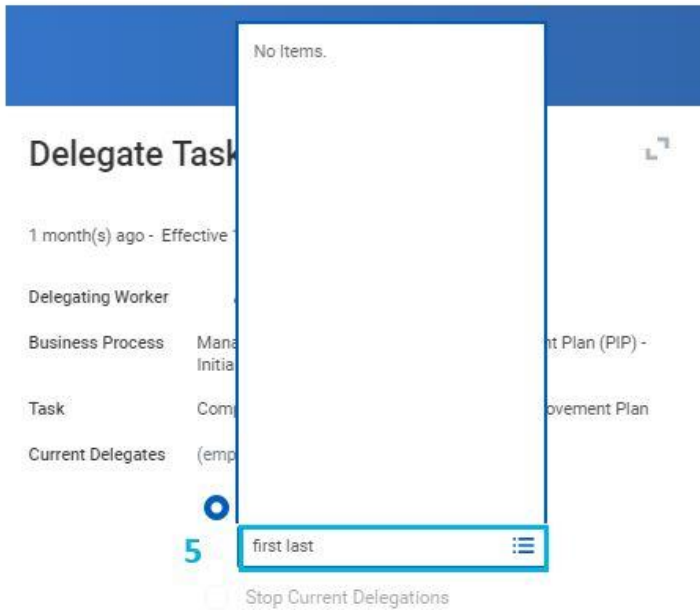 No Items.
Delegate Task
1 month(s) ago - Effective
Delegating Worker
Business Process
Mana
nt Plan (PIP) -
Initia
Task
Com
ovement Plan
Current Delegates
(emp
5
first last
Stop Current Delegations